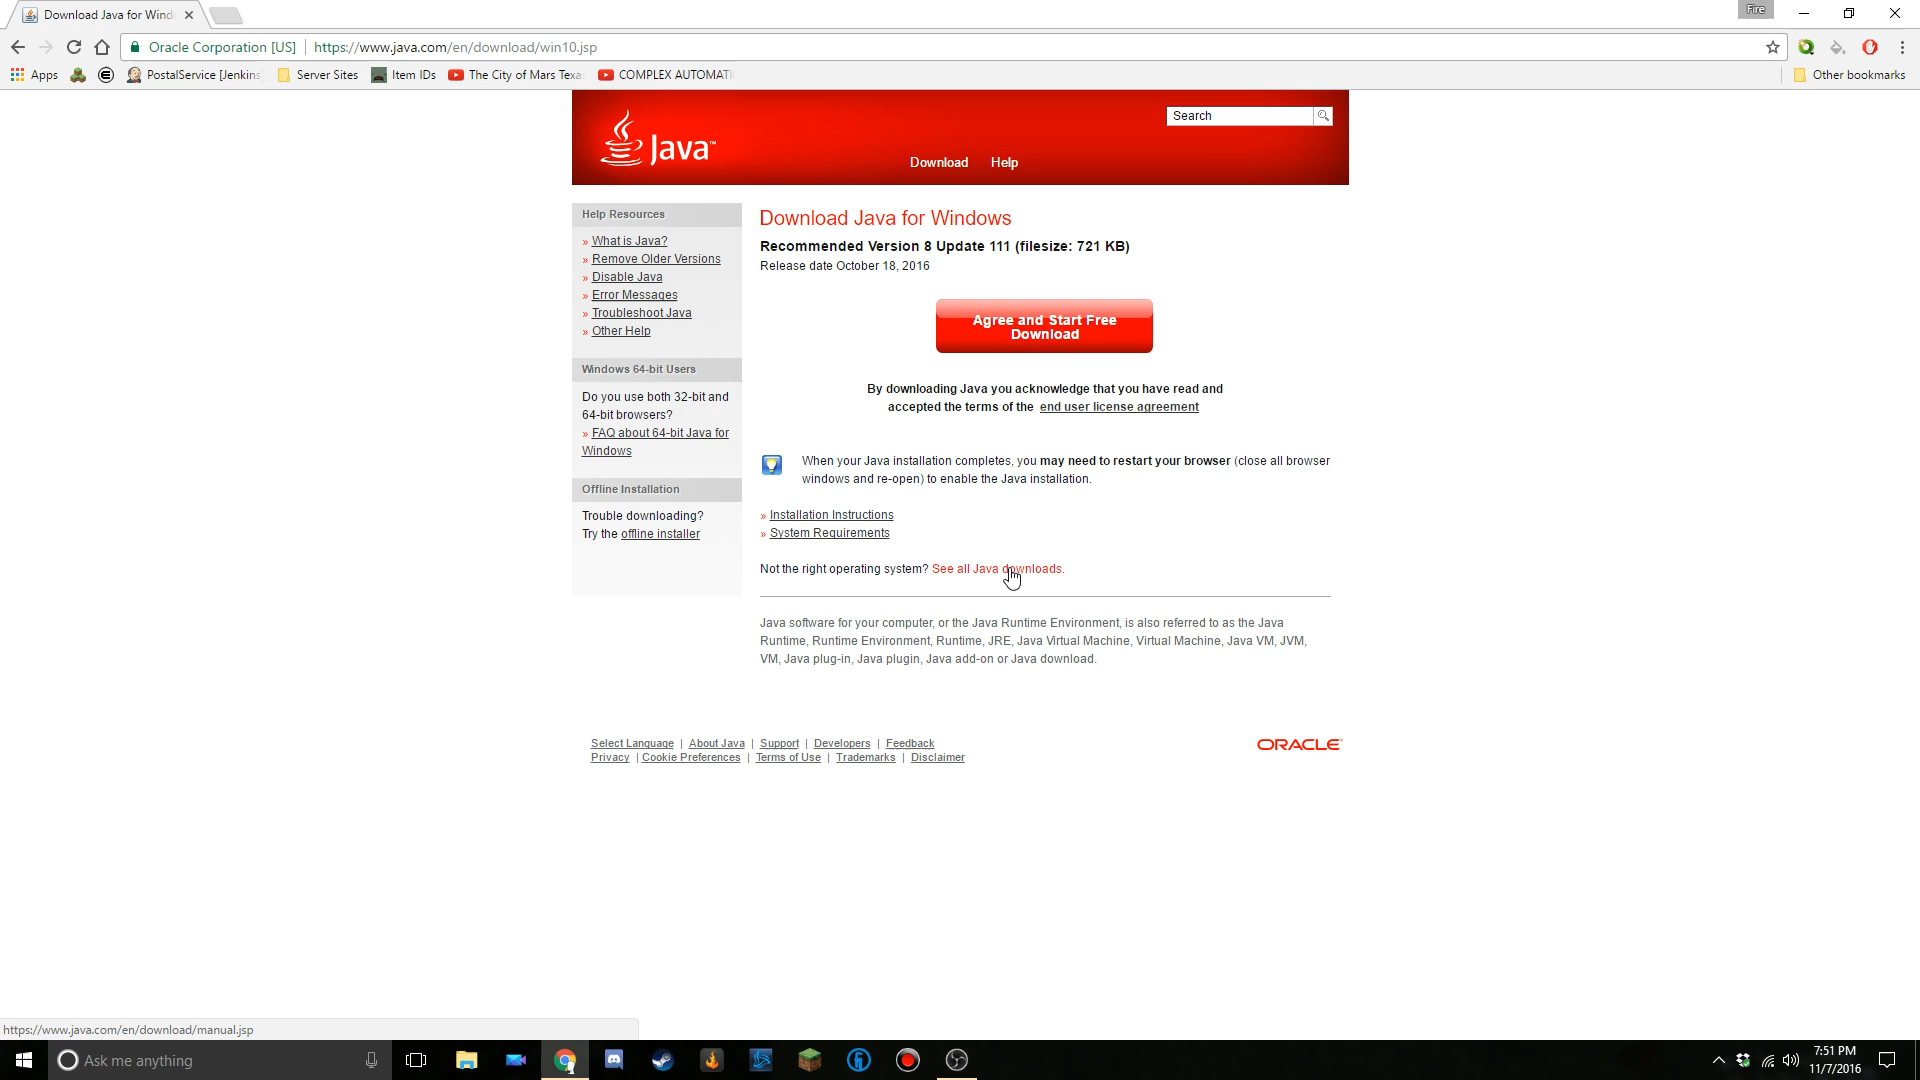 Download Java for Wind
Fire
Oracle Corporation [US]
https://www.java.com/en/download/win10.jsp
Apps
PostalService [Jenkins
Server Sites
Item IDs
The City of Mars Texa
COMPLEX AUTOMATI
Other bookmarks
Java™
Search
Download
Help
Help Resources
» What is Java?
» Remove Older Versions
» Disable Java
» Error Messages
» Troubleshoot Java
» Other Help
Windows 64-bit Users
Do you use both 32-bit and
64-bit browsers?
» FAQ about 64-bit Java for
Windows
Offline Installation
Trouble downloading?
Try the offline installer
Download Java for Windows
Recommended Version 8 Update 111 (filesize: 721 KB)
Release date October 18, 2016
Agree and Start Free
Download
By downloading Java you acknowledge that you have read and
accepted the terms of the end user license agreement
When your Java installation completes, you may need to restart your browser (close all browser
windows and re-open) to enable the Java installation.
» Installation Instructions
» System Requirements
Not the right operating system? See all Java downloads.
Java software for your computer, or the Java Runtime Environment, is also referred to as the Java
Runtime, Runtime Environment, Runtime, JRE, Java Virtual Machine, Virtual Machine, Java VM, JVM,
VM, Java plug-in, Java plugin, Java add-on or Java download.
Select Language | About Java | Support | Developers | Feedback
Privacy | Cookie Preferences | Terms of Use | Trademarks | Disclaimer
ORACLE
https://www.java.com/en/download/manual.jsp
Ask me anything
7:51 PM
11/7/2016